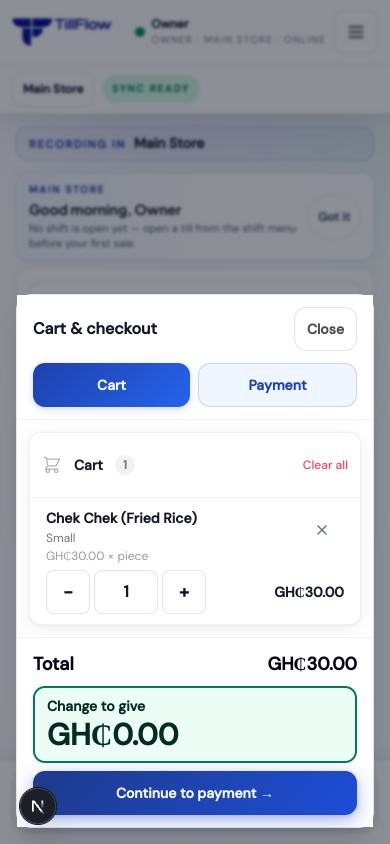 TillFlow
Owner
OWNER · MAIN STORE · ONLINE
Main Store
SYNC READY
RECORDING IN Main Store
MAIN STORE
Good morning, Owner
No shift is open yet — open a till from the shift menu
before your first sale.
Got it
Cart & checkout
Close
Cart
Payment
Cart 1
Clear all
Chek Chek (Fried Rice)
Small
GH₵30.00 × piece
- 1 +
GH₵30.00
Total
GH₵30.00
Change to give
GH₵0.00
Continue to payment →
N